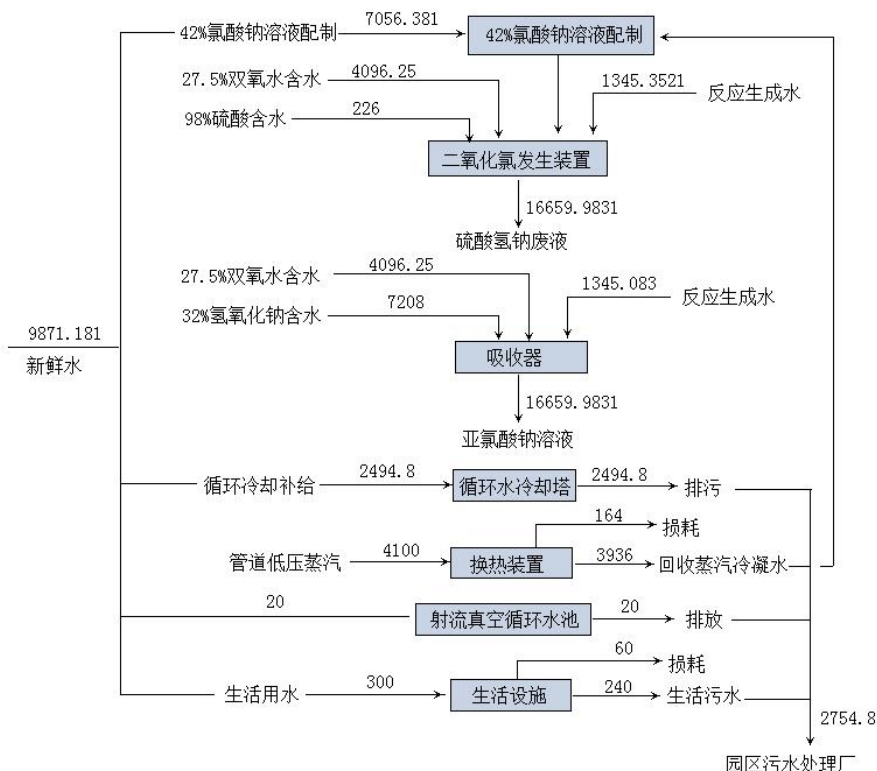 7056.381
42%氯酸钠溶液配制
42%氯酸钠溶液配制
27.5%双氧水含水
4096.25
1345.3521
反应生成水
98%硫酸含水
226
二氧化氯发生装置
16659.9831
硫酸氢钠废液
27.5%双氧水含水
4096.25
1345.083
反应生成水
32%氢氧化钠含水
7208
9871.181
新鲜水
吸收器
16659.9831
亚氯酸钠溶液
循环冷却补给
2494.8
循环水冷却塔
2494.8
排污
164
损耗
管道低压蒸汽
4100
换热装置
3936
回收蒸汽冷凝水
20
射流真空循环水池
20
排放
60
损耗
生活用水
300
生活设施
240
生活污水
2754.8
园区污水处理厂